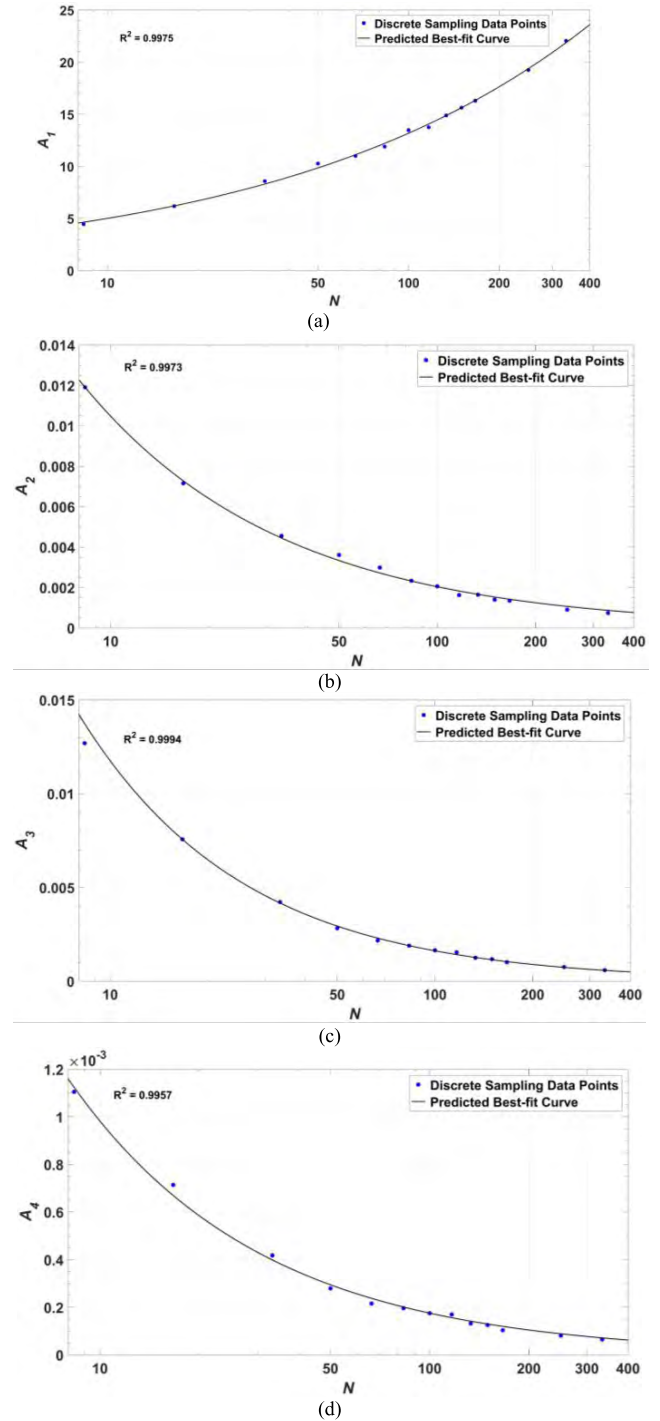 25
20
15
10
5
0
A1
R2 = 0.9975
Discrete Sampling Data Points
Predicted Best-fit Curve
10 50 100 200 300 400
N
(a)
0.014
0.012
0.01
0.008
0.006
0.004
0.002
0
A2
R2 = 0.9973
Discrete Sampling Data Points
Predicted Best-fit Curve
10 50 100 200 300 400
N
(b)
0.015
0.01
0.005
0
A3
R2 = 0.9994
Discrete Sampling Data Points
Predicted Best-fit Curve
10 50 100 200 300 400
N
(c)
×10-3
1.2
1
0.8
0.6
0.4
0.2
0
A4
R2 = 0.9957
Discrete Sampling Data Points
Predicted Best-fit Curve
10 50 100 200 300 400
N
(d)